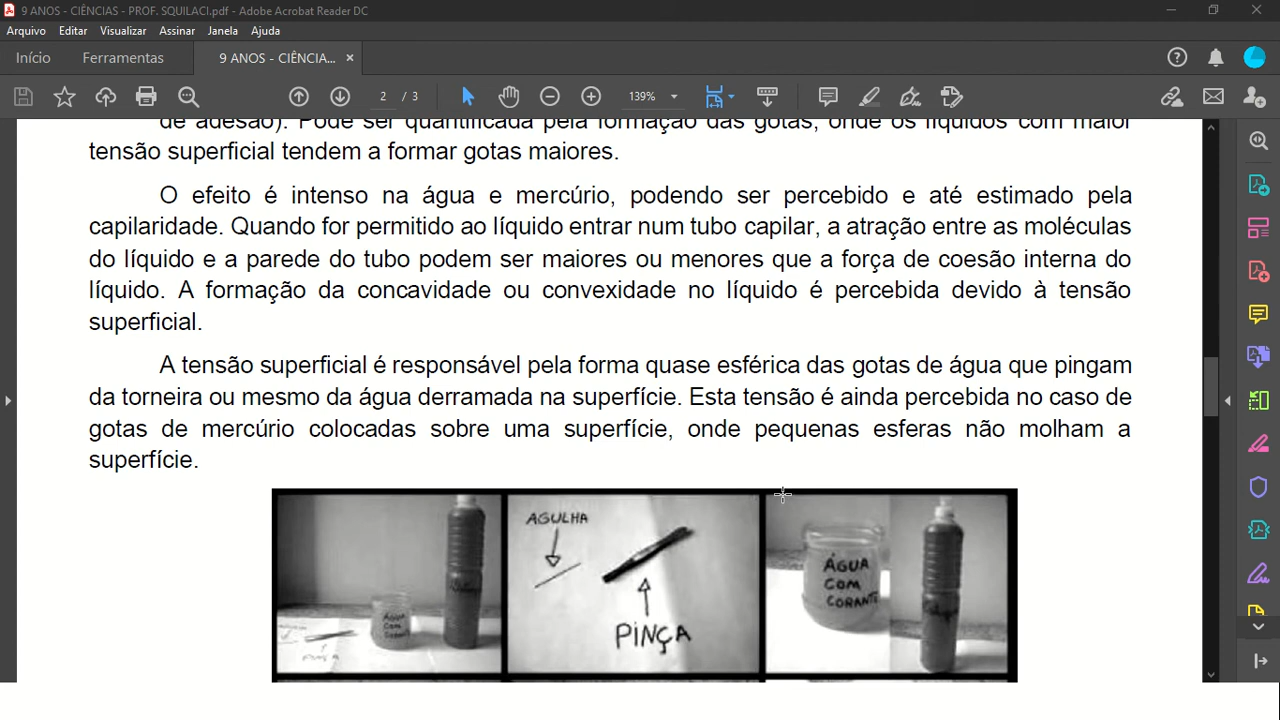 9 ANOS - CIÊNCIAS - PROF. SQUILACI.pdf - Adobe Acrobat Reader DC
Arquivo Editar Visualizar Assinar Janela Ajuda
Início Ferramentas 9 ANOS - CIÊNCIA... ×
2 / 3 139%
de adesão). Pode ser quantificada pela formação das gotas, onde os líquidos com maior
tensão superficial tendem a formar gotas maiores.
O efeito é intenso na água e mercúrio, podendo ser percebido e até estimado pela
capilaridade. Quando for permitido ao líquido entrar num tubo capilar, a atração entre as moléculas
do líquido e a parede do tubo podem ser maiores ou menores que a força de coesão interna do
líquido. A formação da concavidade ou convexidade no líquido é percebida devido à tensão
superficial.
A tensão superficial é responsável pela forma quase esférica das gotas de água que pingam
da torneira ou mesmo da água derramada na superfície. Esta tensão é ainda percebida no caso de
gotas de mercúrio colocadas sobre uma superfície, onde pequenas esferas não molham a
superfície.
ÁGUA
COM
CORANTE
AGULHA
PINÇA
ÁGUA
COM
CORANTE